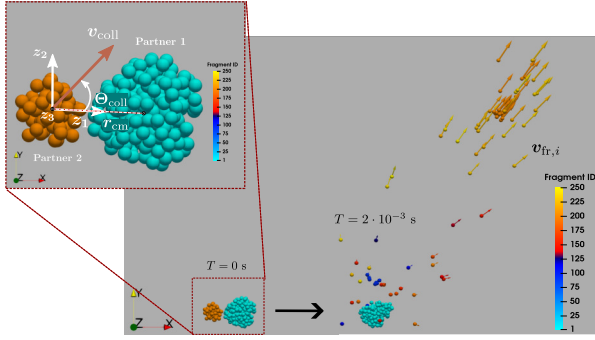 v_coll
Partner 1
z_2
Θ_coll
z_3
z_1
r_cm
Partner 2
Fragment ID
250
225
200
175
150
125
100
75
50
25
1
Y
Z X
v_fr,i
T = 2 · 10⁻³ s
Fragment ID
250
225
200
175
150
125
100
75
50
25
1
T = 0 s
Y
Z X